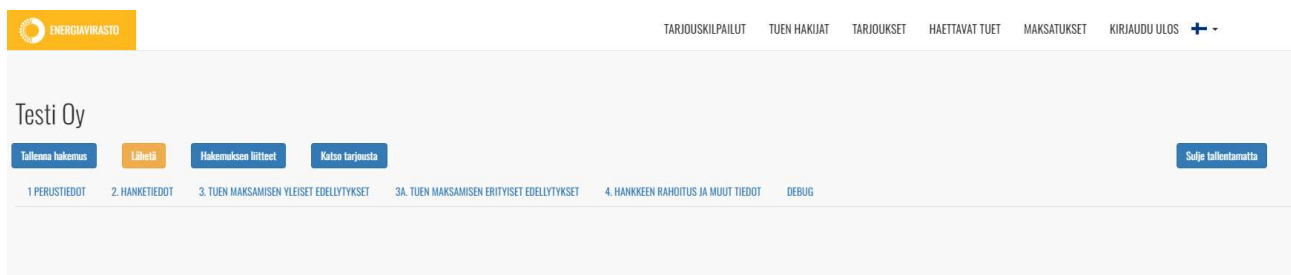 ENERGIAVIRASTO
TARJOUSKILPAILUT TUEN HAKIJAT TARJOUKSET HAETTAVAT TUET MAKSATUKSET KIRJAUDU ULOS
Testi Oy
Tallenna hakemus Lähetä Hakemuksen liitteet Katso tarjousta Sulje tallentamatta
1 PERUSTIEDOT 2. HANKETIEDOT 3. TUEN MAKSAMISEN YLEISET EDELLYTYKSET 3A. TUEN MAKSAMISEN ERITYISET EDELLYTYKSET 4. HANKKEEN RAHOITUS JA MUUT TIEDOT DEBUG